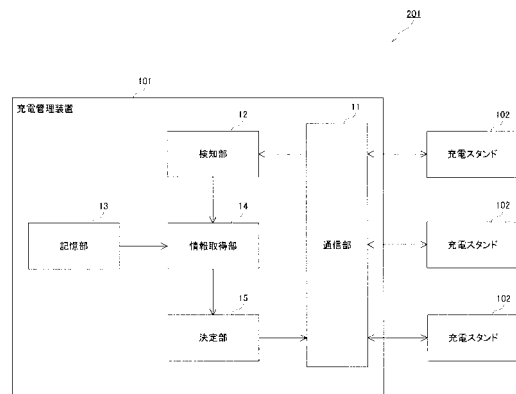 201
101
充電管理装置
12
11
102
検知部
充電スタンド
13
14
102
記憶部
情報取得部
通信部
充電スタンド
15
102
決定部
充電スタンド